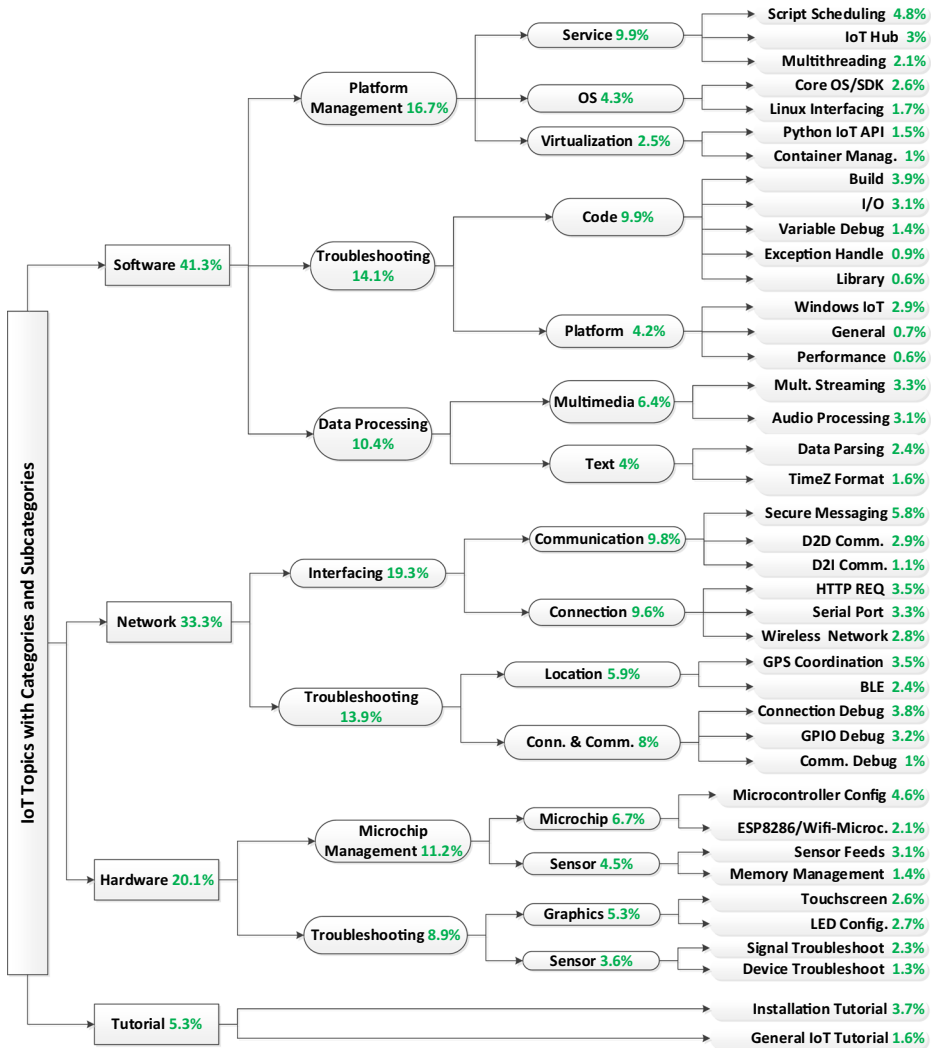 IoT Topics with Categories and Subcategories
Software 41.3%
Platform
Management 16.7%
Service 9.9%
Script Scheduling 4.8%
IoT Hub 3%
Multithreading 2.1%
OS 4.3%
Core OS/SDK 2.6%
Linux Interfacing 1.7%
Virtualization 2.5%
Python IoT API 1.5%
Container Manag. 1%
Troubleshooting
14.1%
Code 9.9%
Build 3.9%
I/O 3.1%
Variable Debug 1.4%
Exception Handle 0.9%
Library 0.6%
Platform 4.2%
Windows IoT 2.9%
General 0.7%
Performance 0.6%
Data Processing
10.4%
Multimedia 6.4%
Mult. Streaming 3.3%
Audio Processing 3.1%
Text 4%
Data Parsing 2.4%
TimeZ Format 1.6%
Network 33.3%
Interfacing 19.3%
Communication 9.8%
Secure Messaging 5.8%
D2D Comm. 2.9%
D2I Comm. 1.1%
Connection 9.6%
HTTP REQ 3.5%
Serial Port 3.3%
Wireless Network 2.8%
Troubleshooting
13.9%
Location 5.9%
GPS Coordination 3.5%
BLE 2.4%
Conn. & Comm. 8%
Connection Debug 3.8%
GPIO Debug 3.2%
Comm. Debug 1%
Hardware 20.1%
Microchip
Management 11.2%
Microchip 6.7%
Microcontroller Config 4.6%
ESP8286/Wifi-Microc. 2.1%
Sensor 4.5%
Sensor Feeds 3.1%
Memory Management 1.4%
Troubleshooting 8.9%
Graphics 5.3%
Touchscreen 2.6%
LED Config. 2.7%
Sensor 3.6%
Signal Troubleshoot 2.3%
Device Troubleshoot 1.3%
Tutorial 5.3%
Installation Tutorial 3.7%
General IoT Tutorial 1.6%